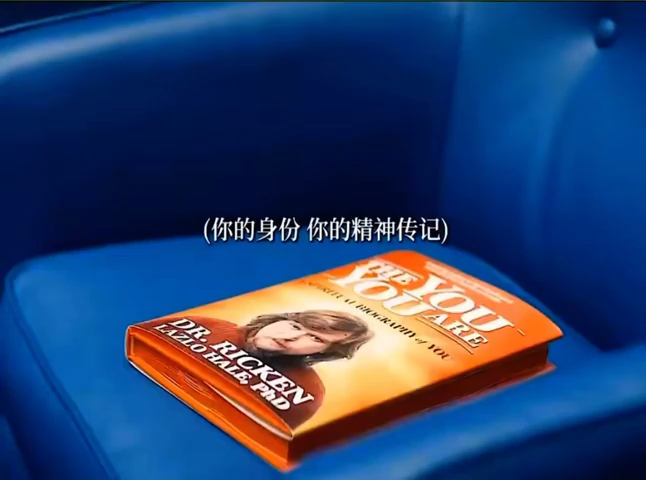 (你的身份 你的精神传记)
THE YOU
YOU ARE
A SPIRITUAL BIOGRAPHY of YOU
DR. RICKEN
LAZLO HALE, PhD